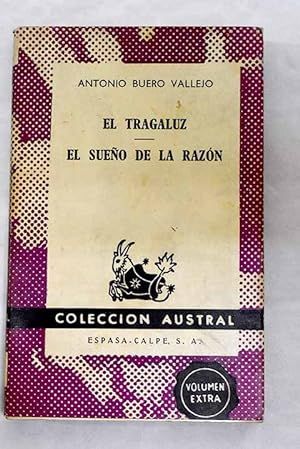 ANTONIO BUERO VALLEJO
EL TRAGALUZ
EL SUEÑO DE LA RAZÓN
COLECCION AUSTRAL
ESPASA-CALPE, S. A.
VOLUMEN
EXTRA